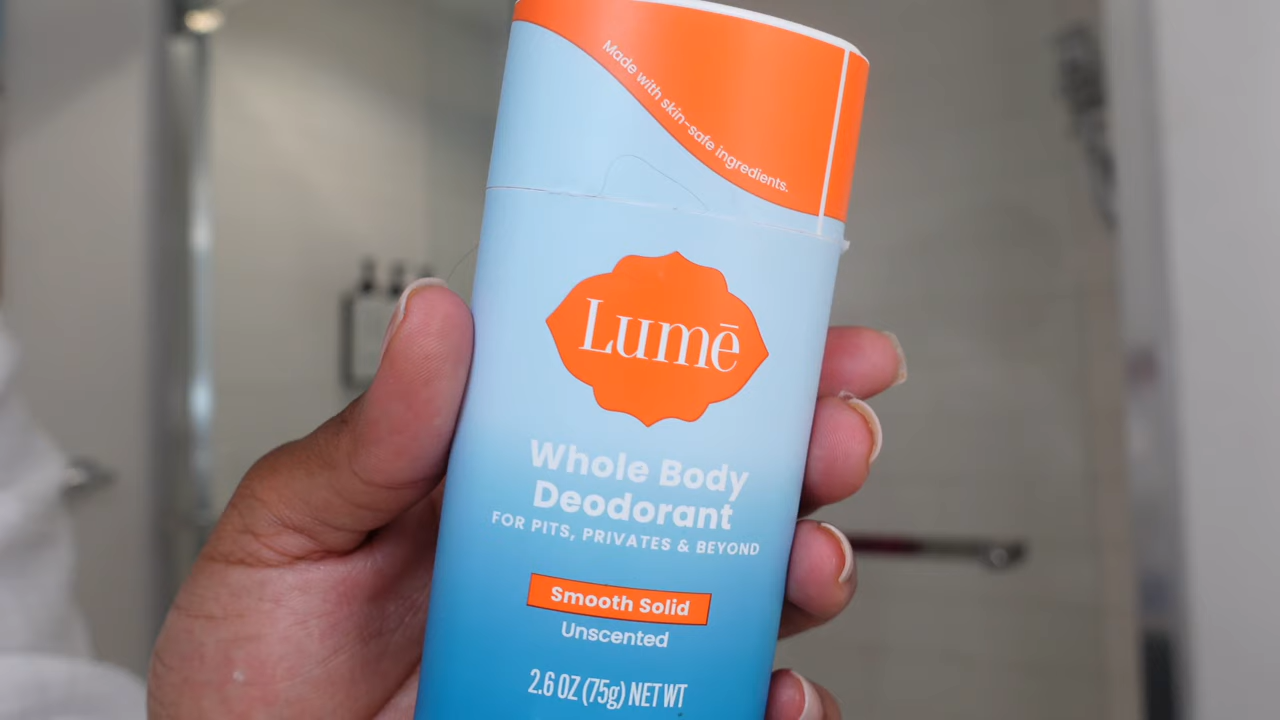 Made with skin-safe ingredients.
Lumē
Whole Body
Deodorant
FOR PITS, PRIVATES & BEYOND
Smooth Solid
Unscented
2.6 OZ (75g) NET WT